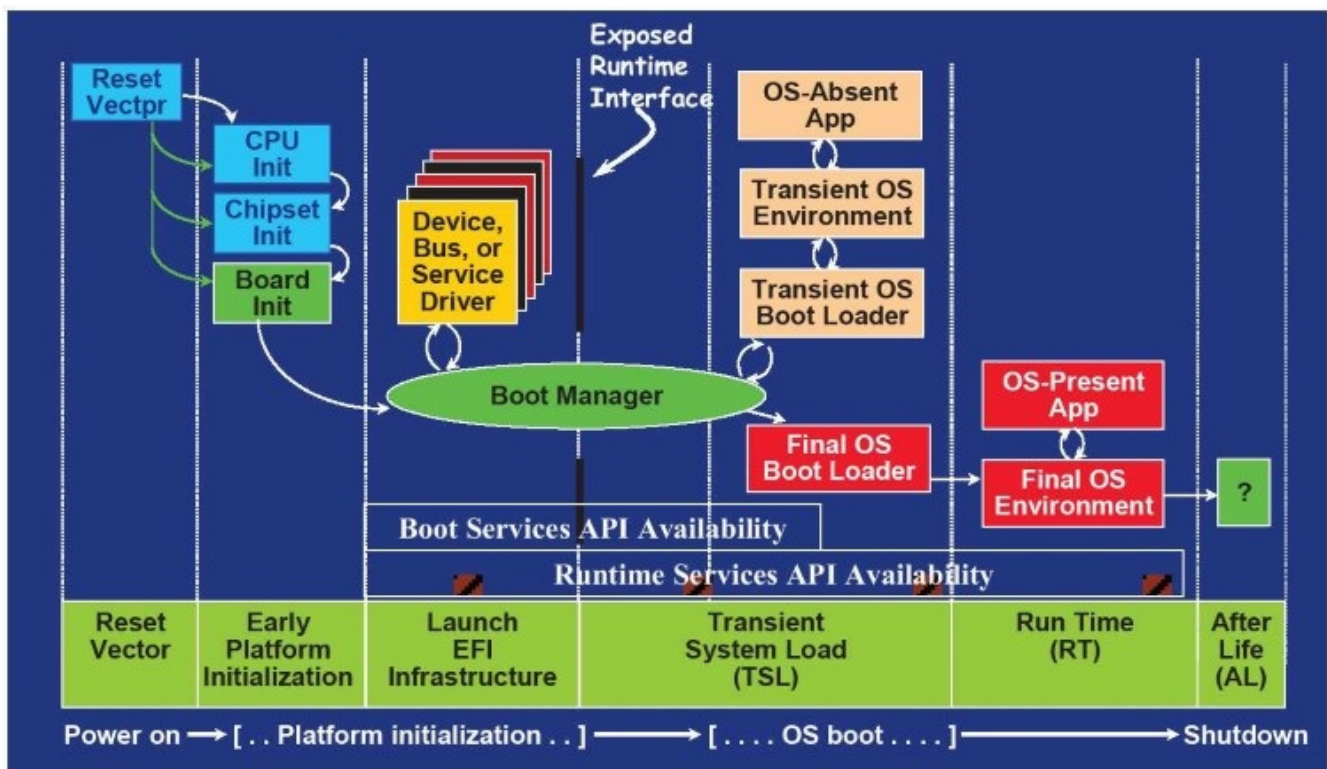 Exposed
Runtime
Interface
Reset
Vectpr
CPU
Init
Chipset
Init
Board
Init
Device,
Bus, or
Service
Driver
OS-Absent
App
Transient OS
Environment
Transient OS
Boot Loader
Boot Manager
OS-Present
App
Final OS
Boot Loader
Final OS
Environment
?
Boot Services API Availability
Runtime Services API Availability
Reset
Vector
Early
Platform
Initialization
Launch
EFI
Infrastructure
Transient
System Load
(TSL)
Run Time
(RT)
After
Life
(AL)
Power on [ . . Platform initialization . . ] [ . . . . OS boot . . . . ] Shutdown